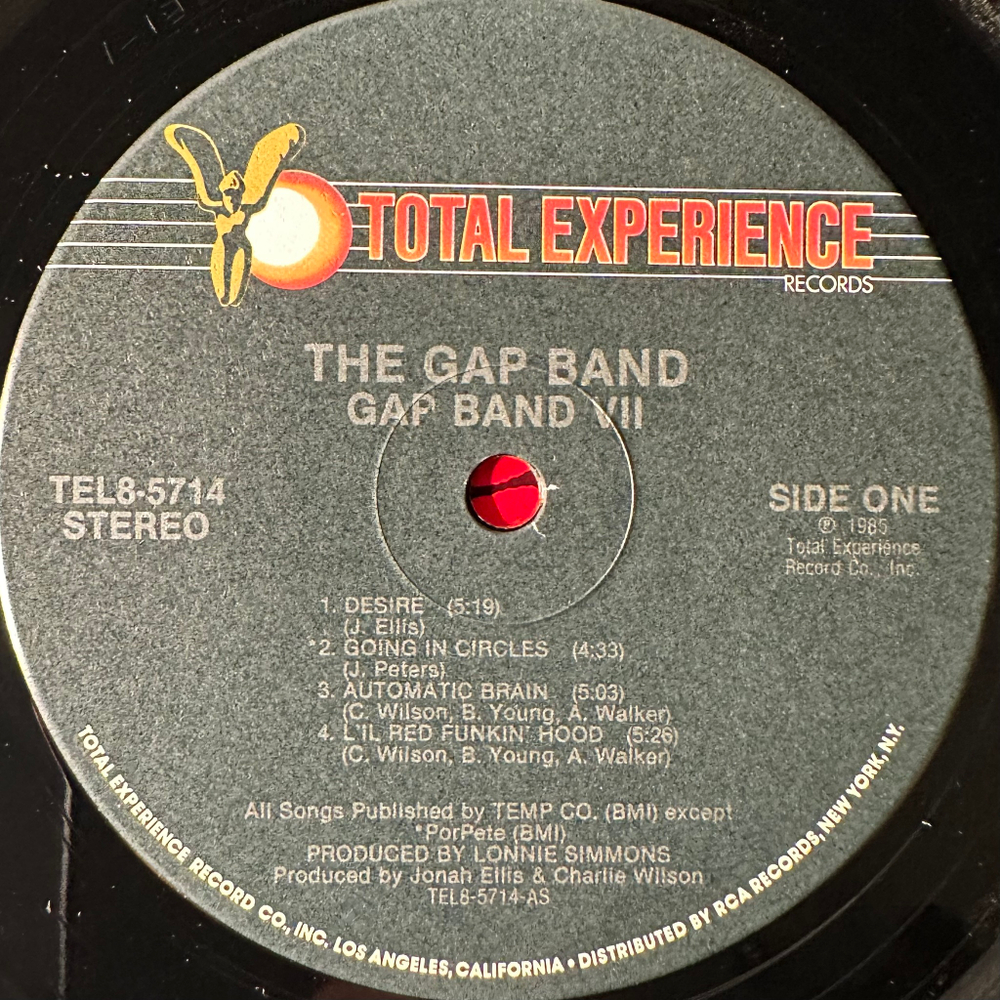 TOTAL EXPERIENCE
RECORDS
THE GAP BAND
GAP BAND VII
TEL8-5714
STEREO
SIDE ONE
℗ 1985
Total Experience
Record Co., Inc.
1. DESIRE (5:19)
(J. Ellis)
*2. GOING IN CIRCLES (4:33)
(J. Peters)
3. AUTOMATIC BRAIN (5:03)
(C. Wilson, B. Young, A. Walker)
4. L'IL RED FUNKIN' HOOD (5:26)
(C. Wilson, B. Young, A. Walker)
All Songs Published by TEMP CO. (BMI) except
*PorPete (BMI)
PRODUCED BY LONNIE SIMMONS
Produced by Jonah Ellis & Charlie Wilson
TEL8-5714-AS
TOTAL EXPERIENCE RECORD CO., INC. LOS ANGELES, CALIFORNIA • DISTRIBUTED BY RCA RECORDS, NEW YORK, N.Y.